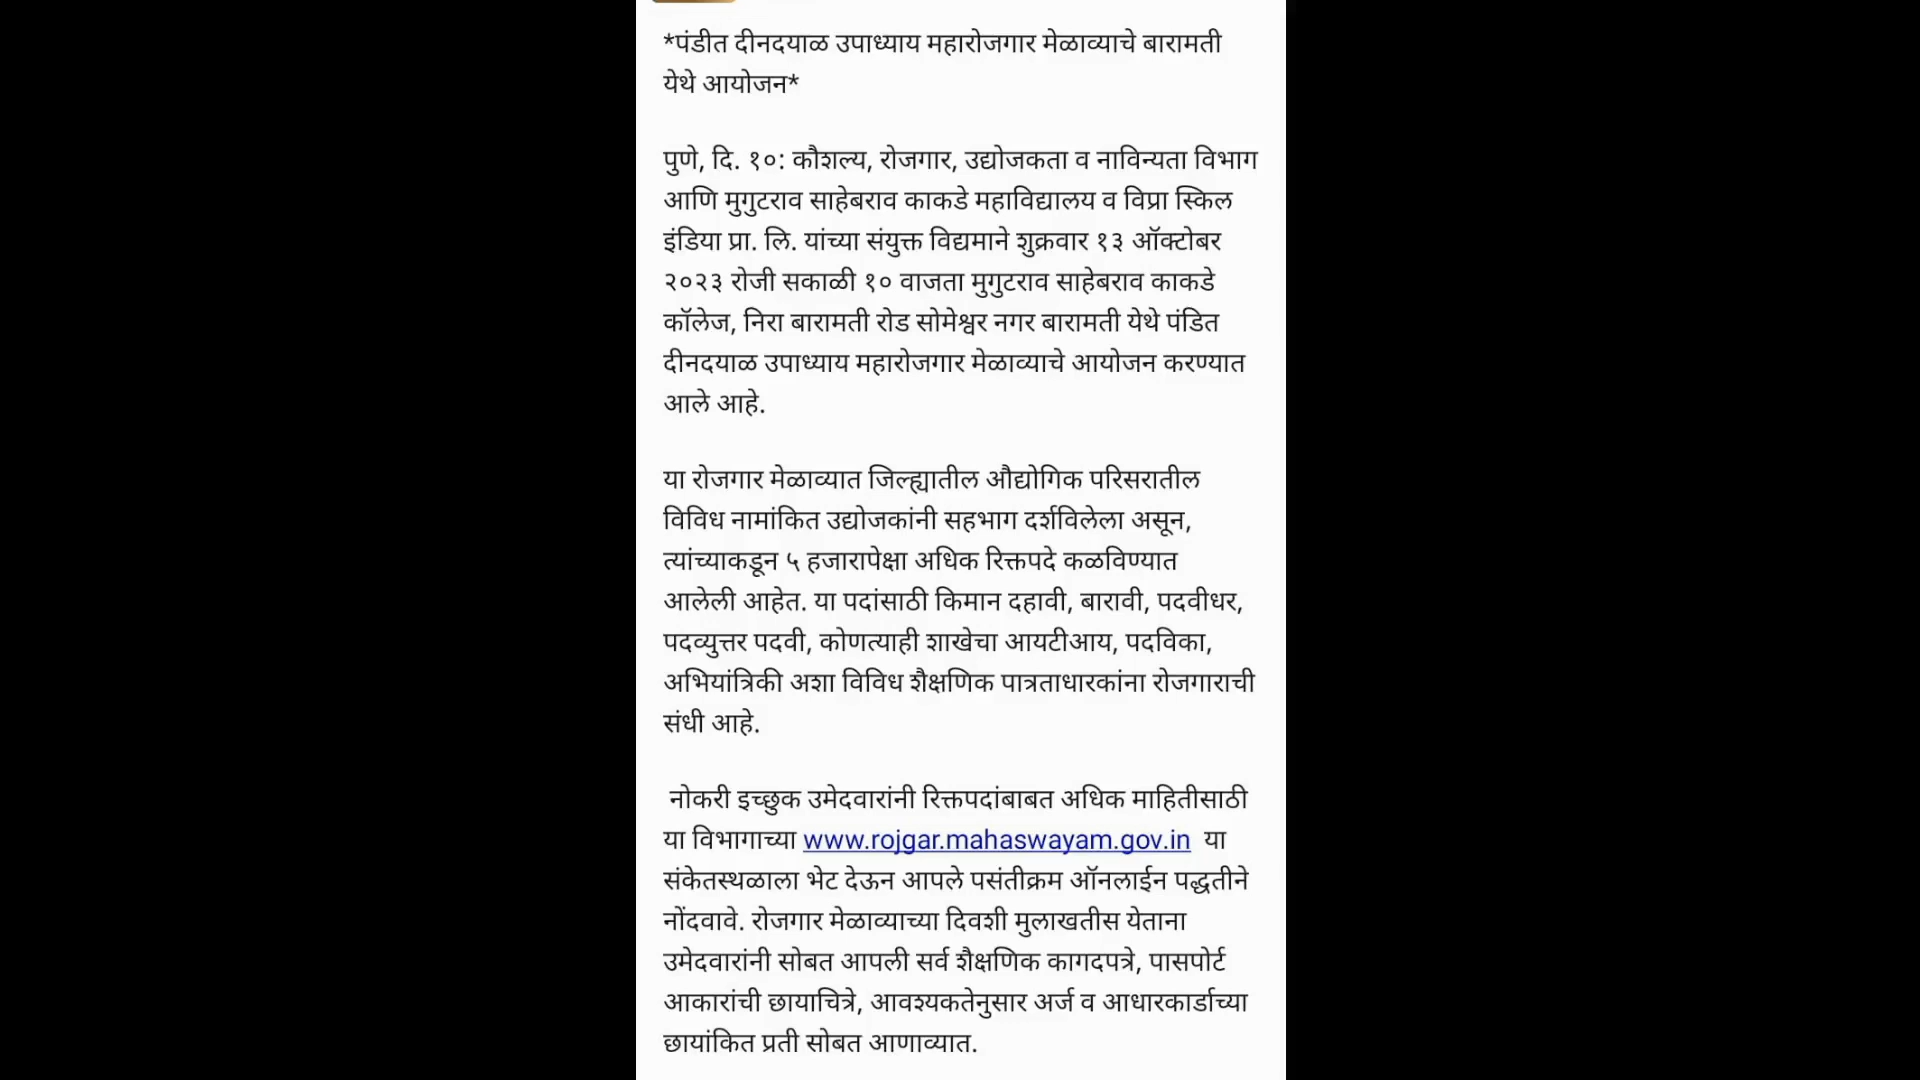 *पंडीत दीनदयाळ उपाध्याय महारोजगार मेळाव्याचे बारामती
येथे आयोजन*
पुणे, दि. १०: कौशल्य, रोजगार, उद्योजकता व नाविन्यता विभाग
आणि मुगुटराव साहेबराव काकडे महाविद्यालय व विप्रा स्किल
इंडिया प्रा. लि. यांच्या संयुक्त विद्यमाने शुक्रवार १३ ऑक्टोबर
२०२३ रोजी सकाळी १० वाजता मुगुटराव साहेबराव काकडे
कॉलेज, निरा बारामती रोड सोमेश्वर नगर बारामती येथे पंडित
दीनदयाळ उपाध्याय महारोजगार मेळाव्याचे आयोजन करण्यात
आले आहे.
या रोजगार मेळाव्यात जिल्ह्यातील औद्योगिक परिसरातील
विविध नामांकित उद्योजकांनी सहभाग दर्शविलेला असून,
त्यांच्याकडून ५ हजारापेक्षा अधिक रिक्तपदे कळविण्यात
आलेली आहेत. या पदांसाठी किमान दहावी, बारावी, पदवीधर,
पदव्युत्तर पदवी, कोणत्याही शाखेचा आयटीआय, पदविका,
अभियांत्रिकी अशा विविध शैक्षणिक पात्रताधारकांना रोजगाराची
संधी आहे.
नोकरी इच्छुक उमेदवारांनी रिक्तपदांबाबत अधिक माहितीसाठी
या विभागाच्या www.rojgar.mahaswayam.gov.in या
संकेतस्थळाला भेट देऊन आपले पसंतीक्रम ऑनलाईन पद्धतीने
नोंदवावे. रोजगार मेळाव्याच्या दिवशी मुलाखतीस येताना
उमेदवारांनी सोबत आपली सर्व शैक्षणिक कागदपत्रे, पासपोर्ट
आकारांची छायाचित्रे, आवश्यकतेनुसार अर्ज व आधारकार्डाच्या
छायांकित प्रती सोबत आणाव्यात.